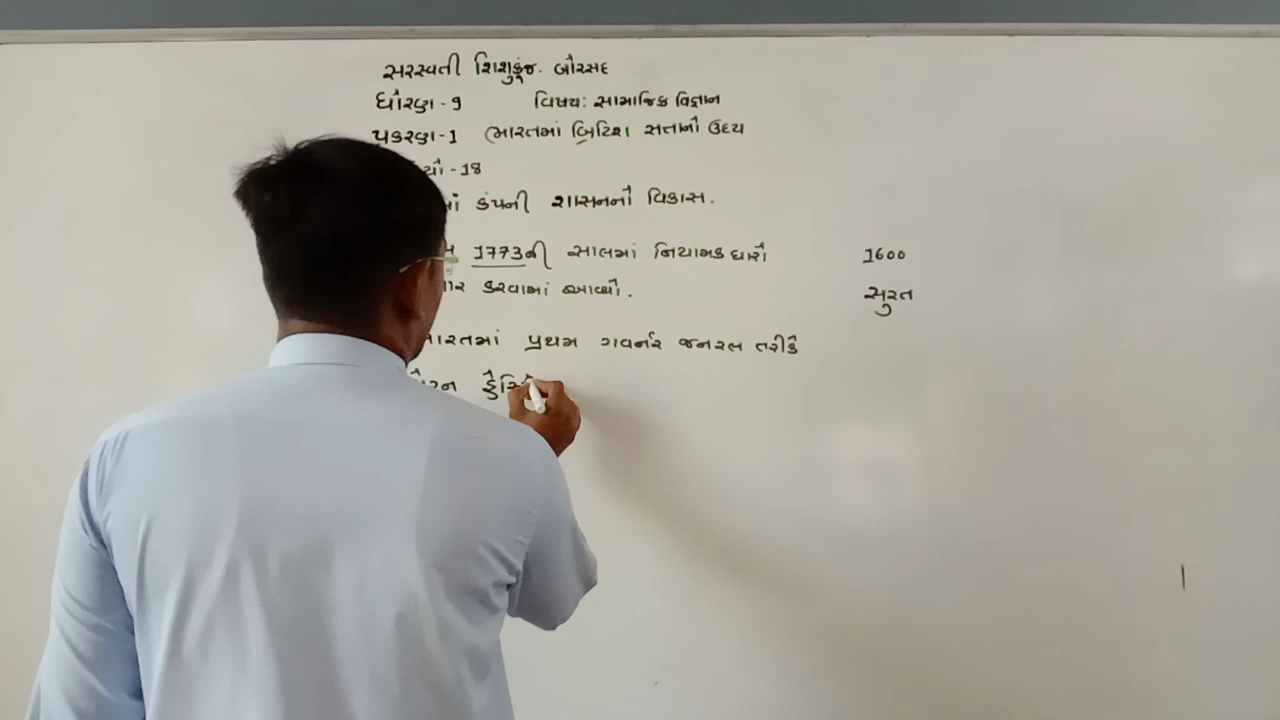 સરસ્વતી શિશુકુંજ. બોરસદ
ધોરણ - 9 વિષય: સામાજિક વિજ્ઞાન
પ્રકરણ - 1 ભારતમાં બ્રિટિશ સત્તાનો ઉદય
- 18
કંપની શાસનનો વિકાસ.
1773ની સાલમાં નિયામક ધારો 1600
કરવામાં આવ્યો. સુરત
પ્રથમ ગવર્નર જનરલ તરીકે